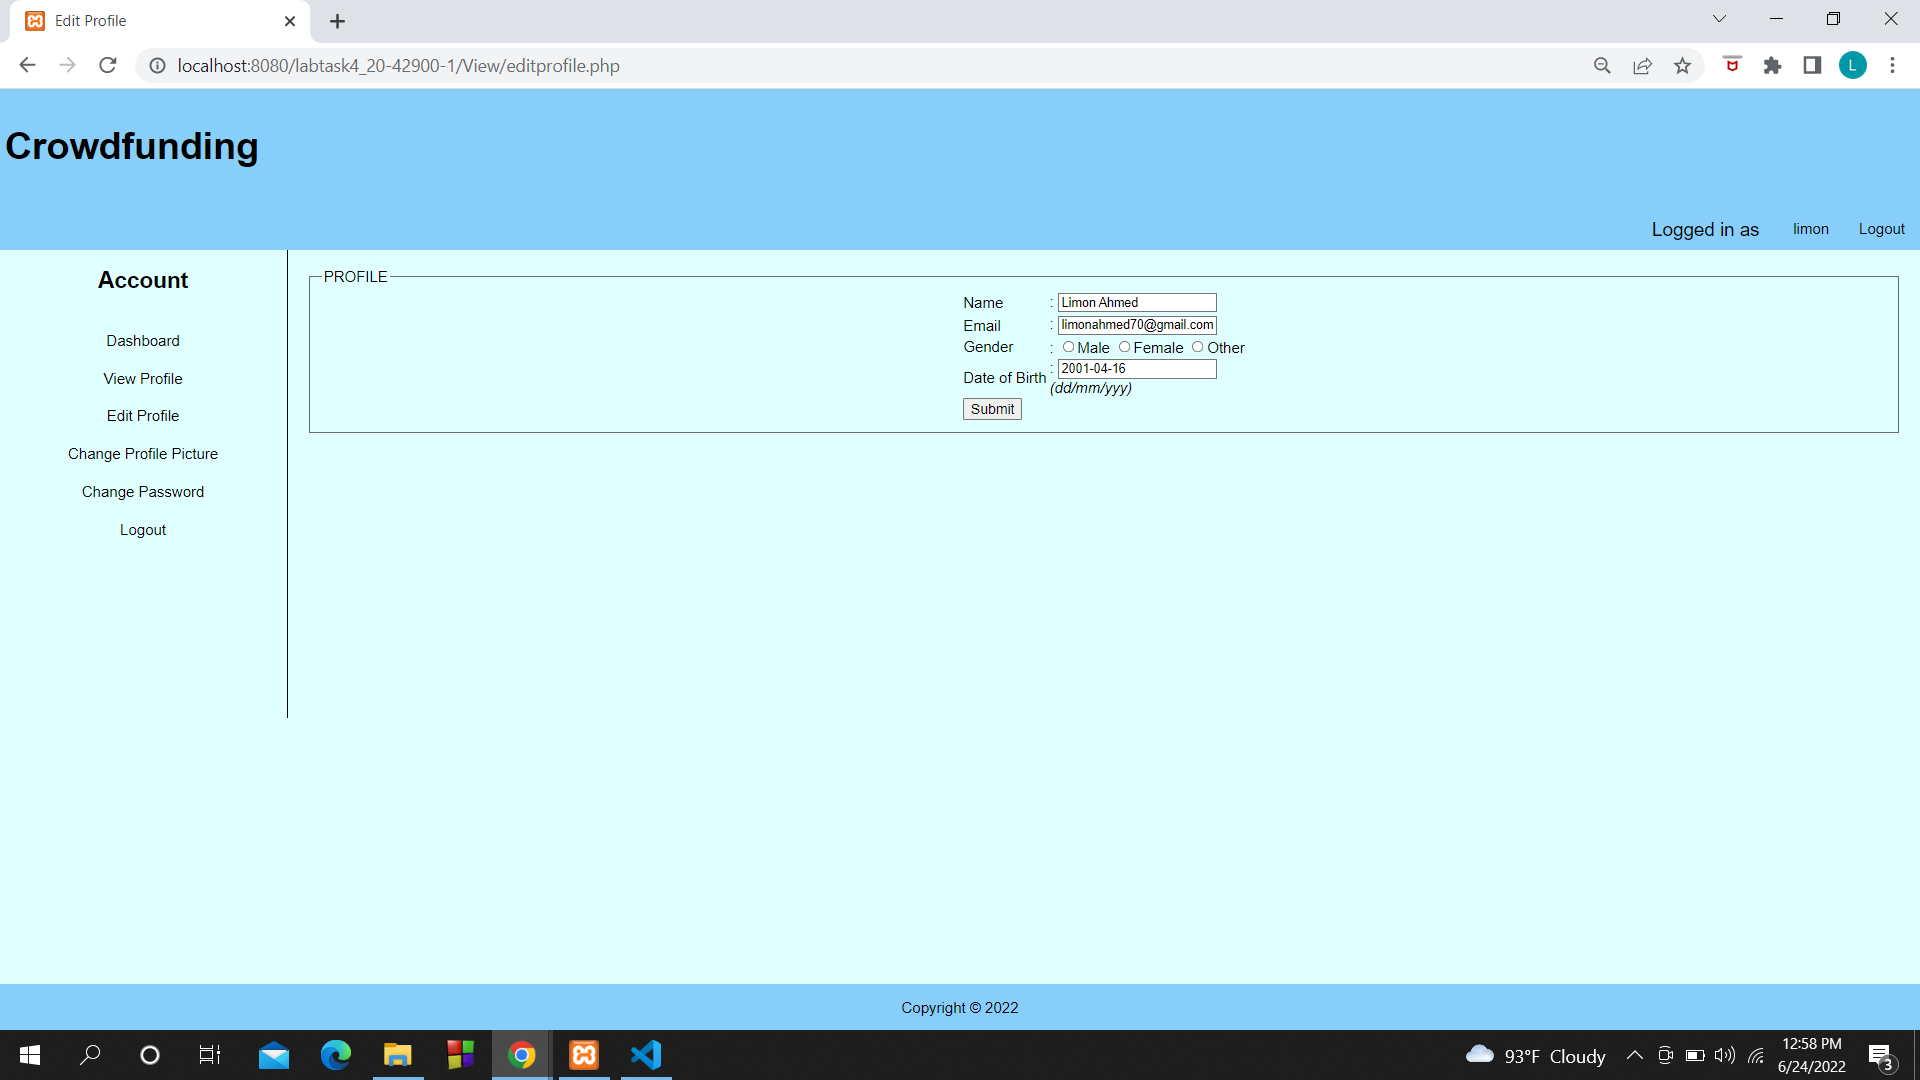 Edit Profile
localhost:8080/labtask4_20-42900-1/View/editprofile.php
L
Crowdfunding
Logged in as limon Logout
Account
Dashboard
View Profile
Edit Profile
Change Profile Picture
Change Password
Logout
PROFILE
Name : Limon Ahmed
Email : limonahmed70@gmail.com
Gender : Male Female Other
Date of Birth : 2001-04-16
(dd/mm/yyy)
Submit
Copyright © 2022
93°F Cloudy
12:58 PM
6/24/2022
3